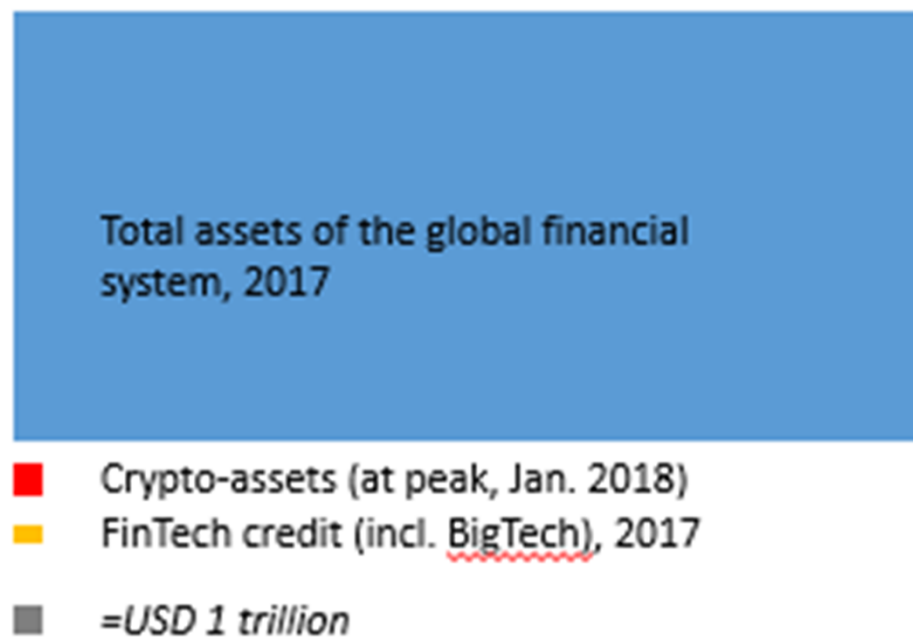 Total assets of the global financial
system, 2017
Crypto-assets (at peak, Jan. 2018)
FinTech credit (incl. BigTech), 2017
=USD 1 trillion